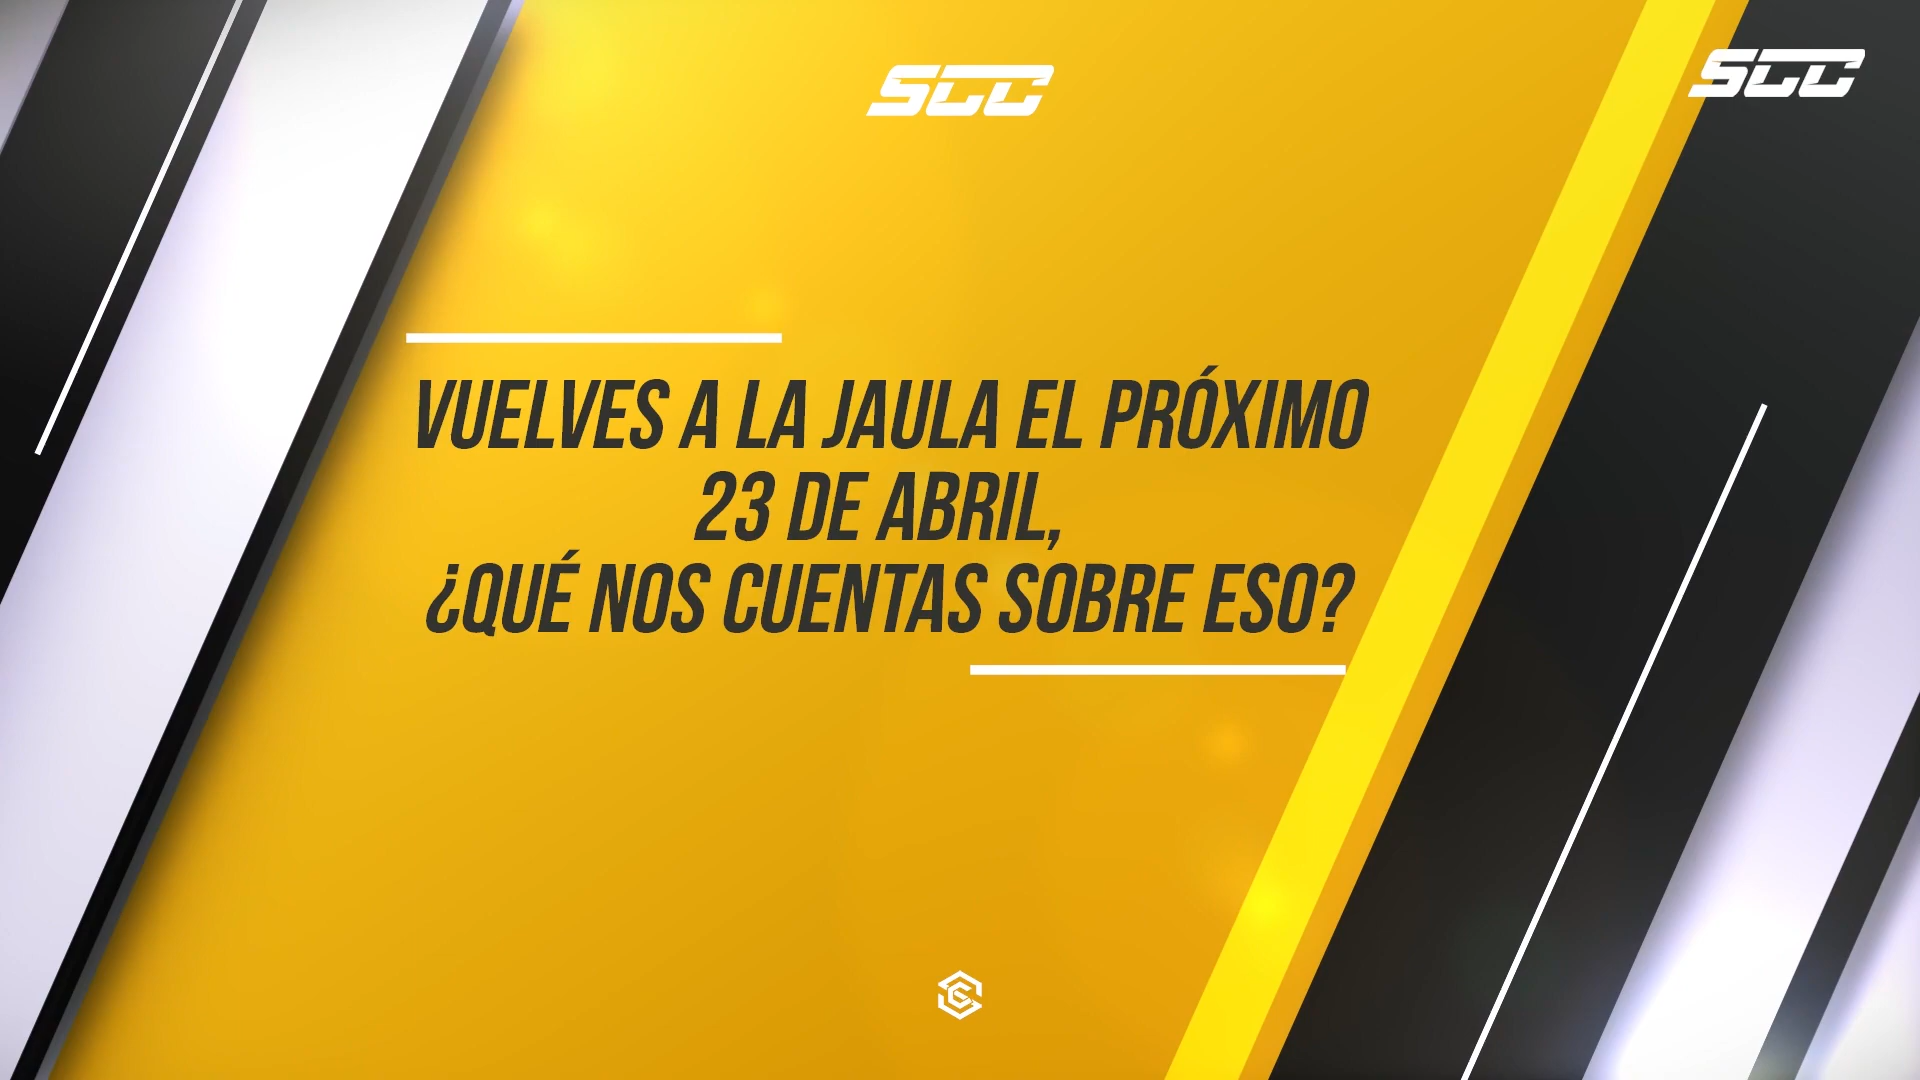 SCC
SCC
VUELVES A LA JAULA EL PRÓXIMO
23 DE ABRIL,
¿QUÉ NOS CUENTAS SOBRE ESO?